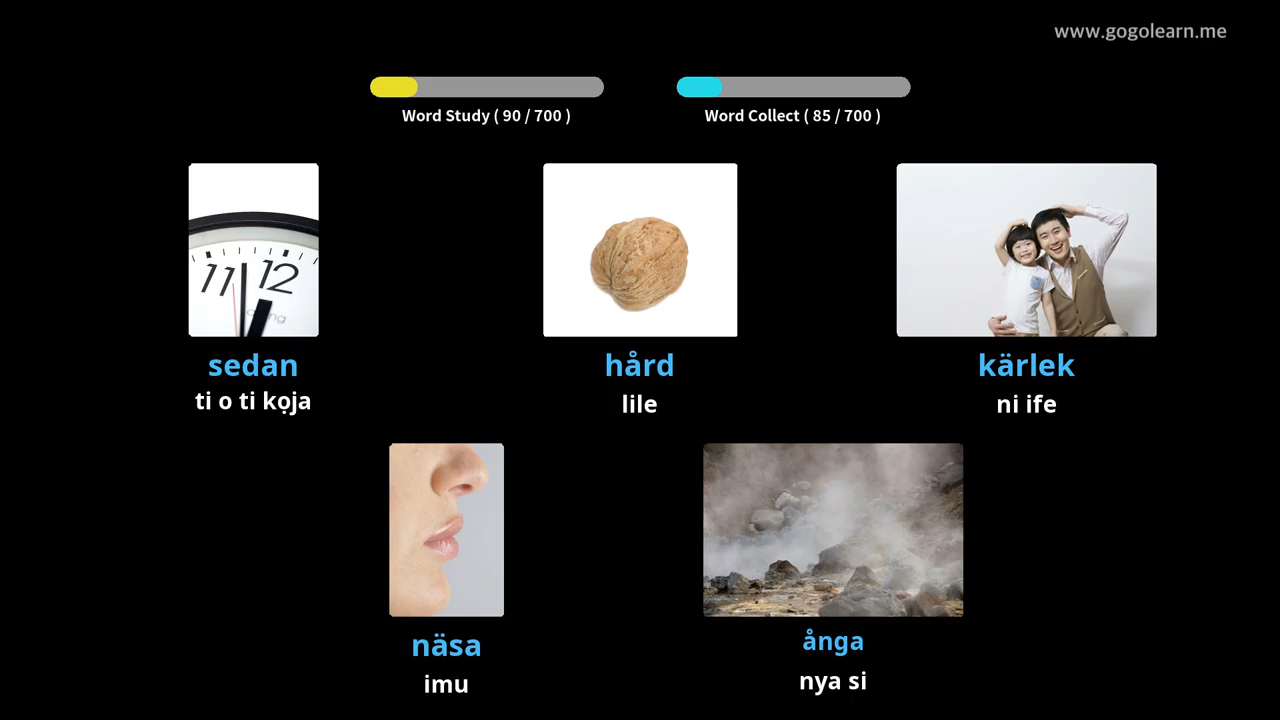 www.gogolearn.me
Word Study ( 90 / 700 )
Word Collect ( 85 / 700 )
11 12
sedan
ti o ti kọja
hård
lile
kärlek
ni ife
näsa
imu
ånga
nya si